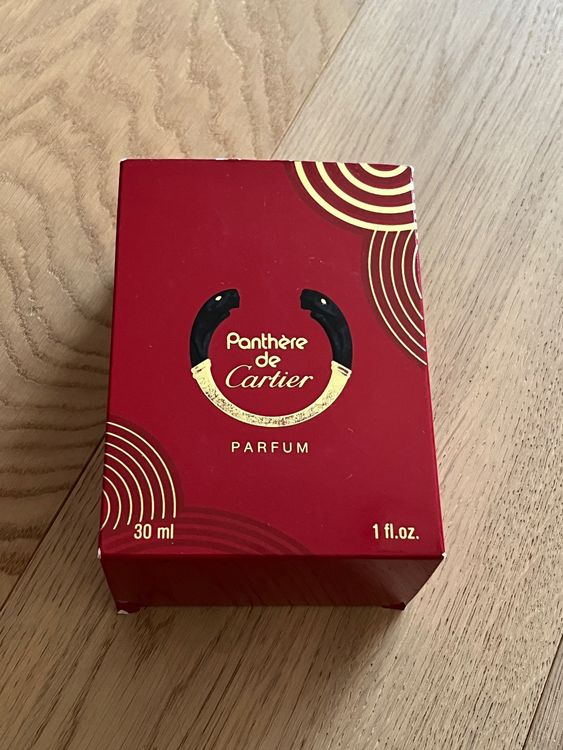 Panthère
de
Cartier
PARFUM
30 ml 1 fl.oz.